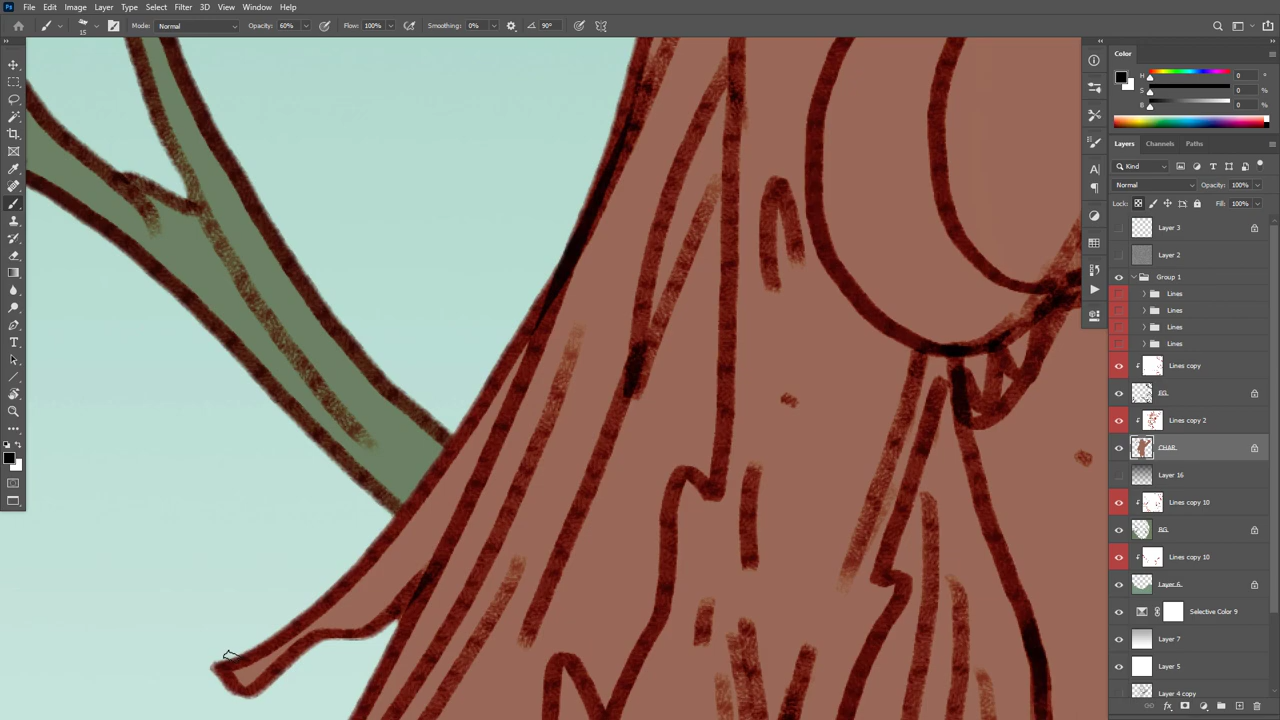 File Edit Image Layer Type Select Filter 3D View Window Help
15 Mode: Normal Opacity: 60% Flow: 100% Smoothing: 0% 90°
Color
H 0 °
S 0 %
B 0 %
Layers Channels Paths
Kind
Normal Opacity: 100%
Lock: Fill: 100%
Layer 3
Layer 2
Group 1
Lines
Lines
Lines
Lines
Lines copy
FG
Lines copy 2
CHAR
Layer 16
Lines copy 10
BG
Lines copy 10
Layer 6
Selective Color 9
Layer 7
Layer 5
Layer 4 copy